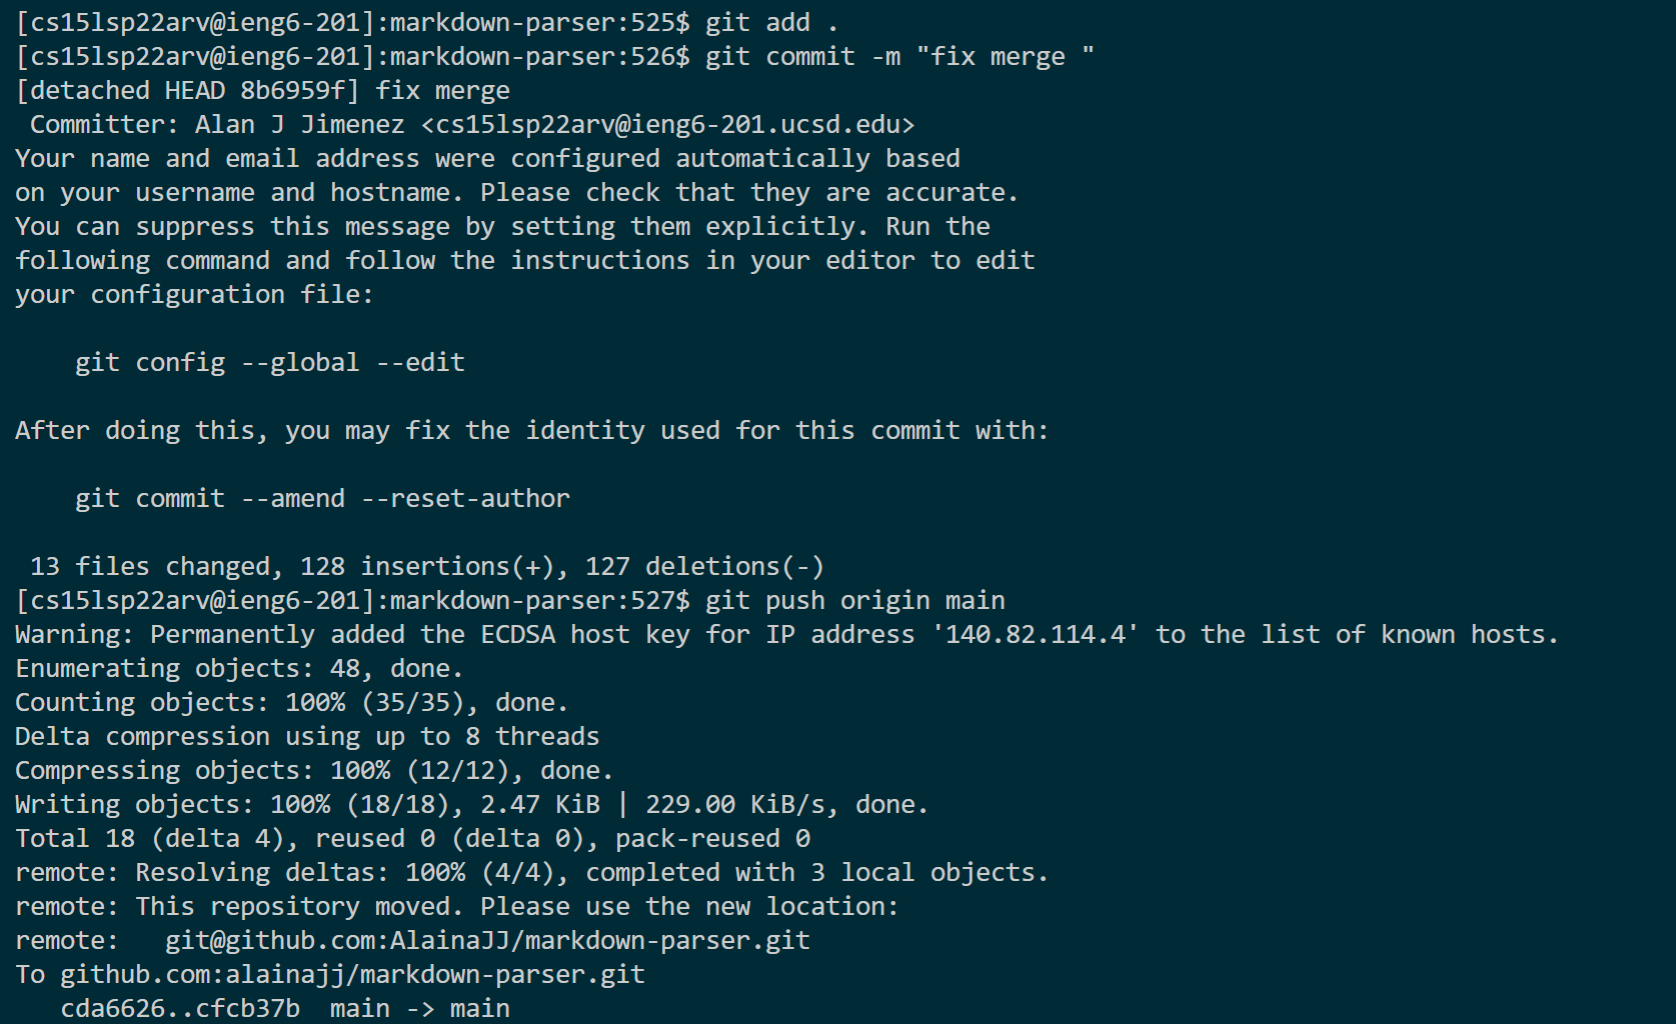 [cs15lsp22arv@ieng6-201]:markdown-parser:525$ git add .
[cs15lsp22arv@ieng6-201]:markdown-parser:526$ git commit -m "fix merge "
[detached HEAD 8b6959f] fix merge
 Committer: Alan J Jimenez <cs15lsp22arv@ieng6-201.ucsd.edu>
Your name and email address were configured automatically based
on your username and hostname. Please check that they are accurate.
You can suppress this message by setting them explicitly. Run the
following command and follow the instructions in your editor to edit
your configuration file:

    git config --global --edit

After doing this, you may fix the identity used for this commit with:

    git commit --amend --reset-author

 13 files changed, 128 insertions(+), 127 deletions(-)
[cs15lsp22arv@ieng6-201]:markdown-parser:527$ git push origin main
Warning: Permanently added the ECDSA host key for IP address '140.82.114.4' to the list of known hosts.
Enumerating objects: 48, done.
Counting objects: 100% (35/35), done.
Delta compression using up to 8 threads
Compressing objects: 100% (12/12), done.
Writing objects: 100% (18/18), 2.47 KiB | 229.00 KiB/s, done.
Total 18 (delta 4), reused 0 (delta 0), pack-reused 0
remote: Resolving deltas: 100% (4/4), completed with 3 local objects.
remote: This repository moved. Please use the new location:
remote:   git@github.com:AlainaJJ/markdown-parser.git
To github.com:alainajj/markdown-parser.git
   cda6626..cfcb37b  main -> main